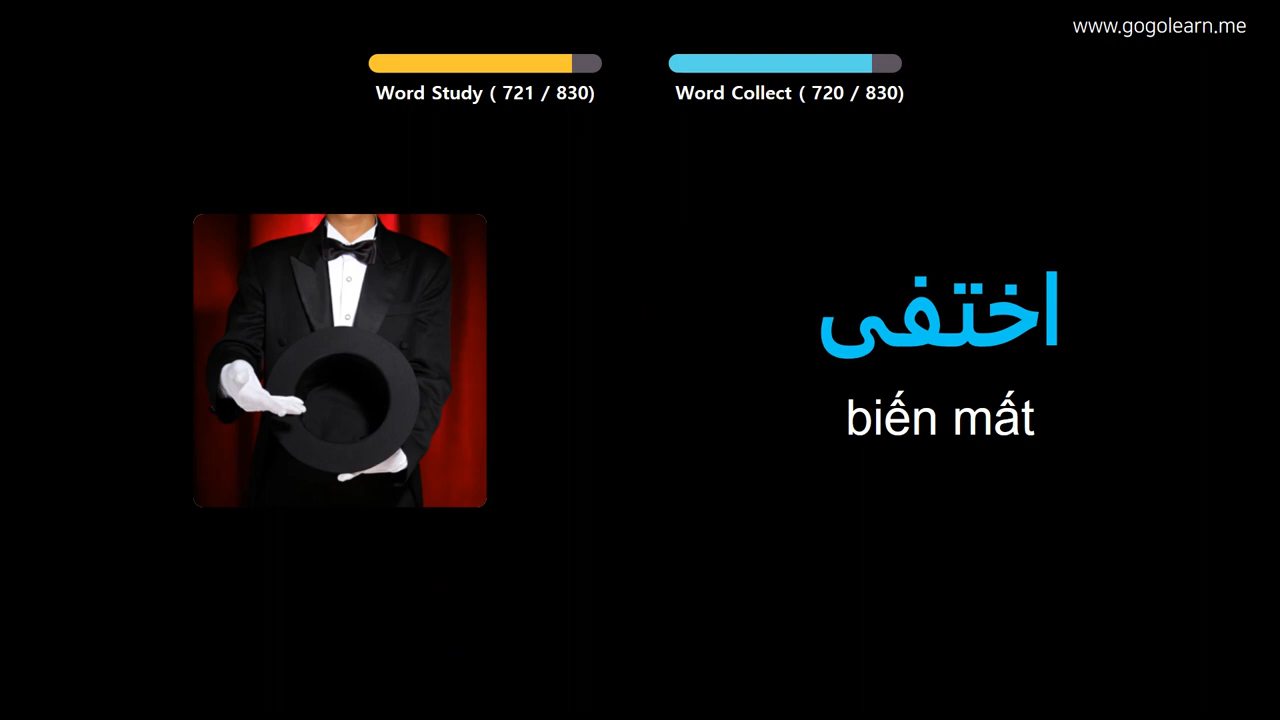 www.gogolearn.me
Word Study ( 721 / 830)
Word Collect ( 720 / 830)
اختفى
biến mất